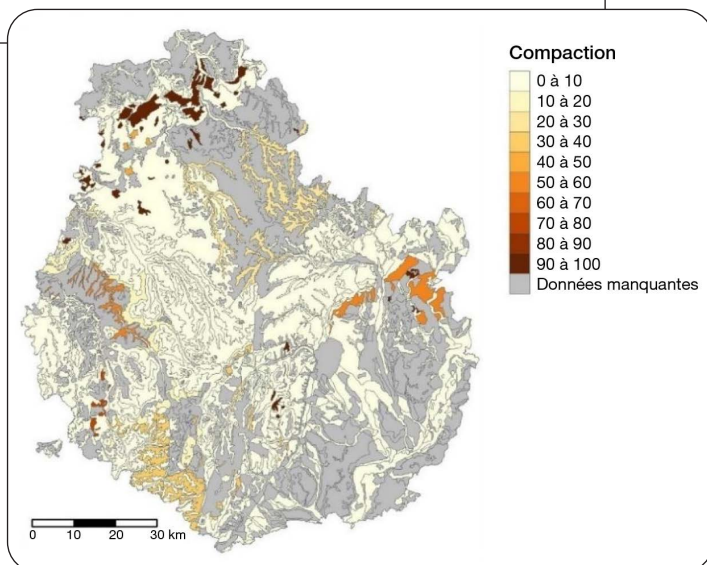 Compaction
0 à 10
10 à 20
20 à 30
30 à 40
40 à 50
50 à 60
60 à 70
70 à 80
80 à 90
90 à 100
Données manquantes
0 10 20 30 km